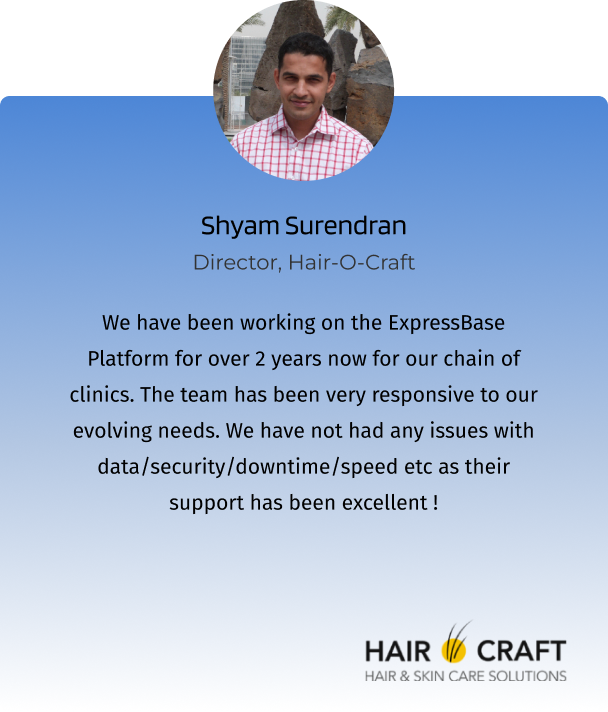 Shyam Surendran
Director, Hair-O-Craft
We have been working on the ExpressBase
Platform for over 2 years now for our chain of
clinics. The team has been very responsive to our
evolving needs. We have not had any issues with
data/security/downtime/speed etc as their
support has been excellent !
HAIR CRAFT
HAIR & SKIN CARE SOLUTIONS